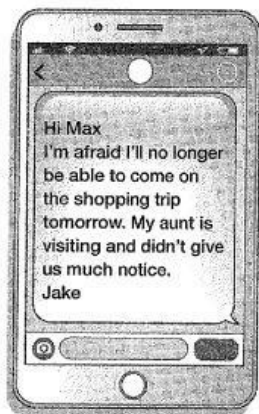 Hi Max
I'm afraid I'll no longer
be able to come on
the shopping trip
tomorrow. My aunt is
visiting and didn't give
us much notice.
Jake